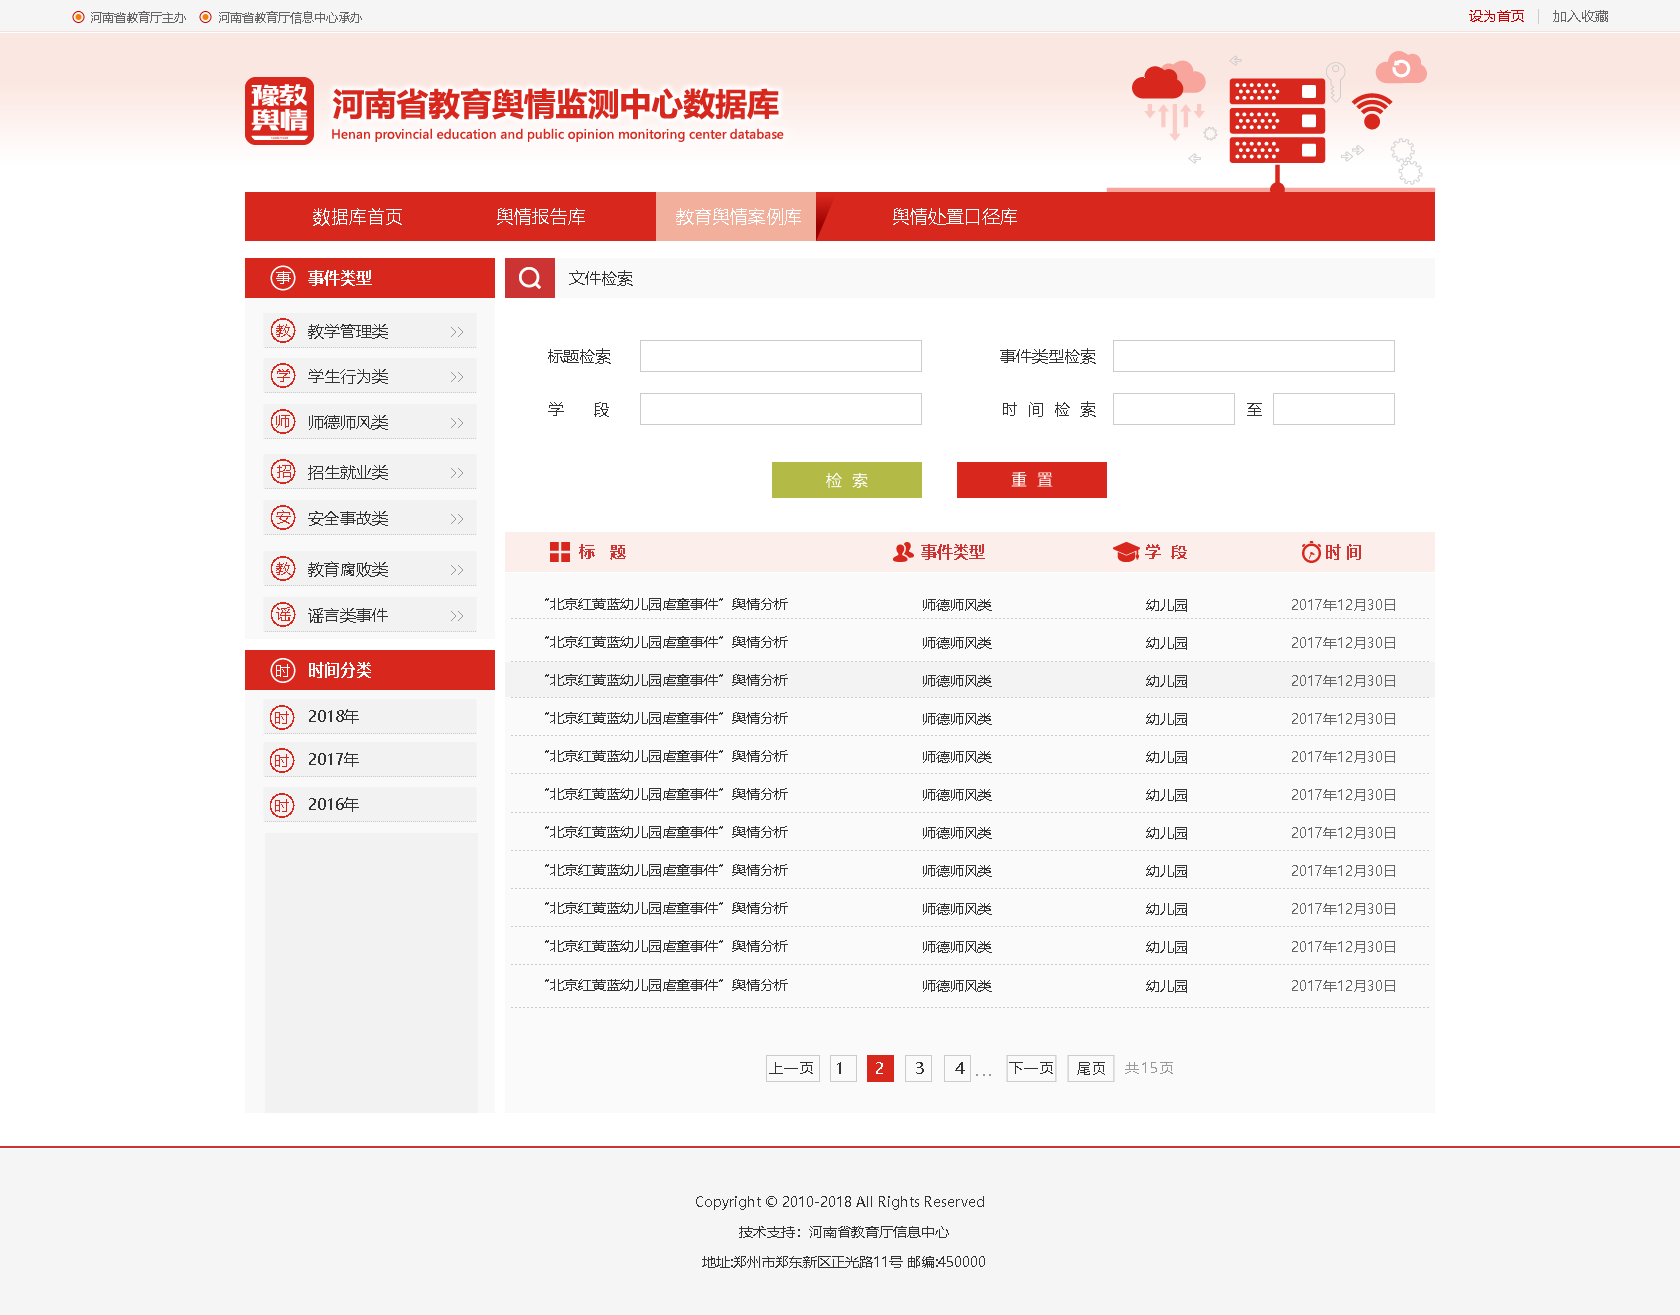 河南省教育厅主办 河南省教育厅信息中心承办 设为首页 加入收藏
豫教舆情
河南省教育舆情监测中心数据库
Henan provincial education and public opinion monitoring center database
数据库首页 舆情报告库 教育舆情案例库 舆情处置口径库
事 事件类型
教 教学管理类 >>
学 学生行为类 >>
师 师德师风类 >>
招 招生就业类 >>
安 安全事故类 >>
教 教育腐败类 >>
谣 谣言类事件 >>
时 时间分类
时 2018年
时 2017年
时 2016年
文件检索
标题检索 事件类型检索
学 段 时 间 检 索 至
检 索 重 置
标 题 事件类型 学 段 时 间
“北京红黄蓝幼儿园虐童事件”舆情分析 师德师风类 幼儿园 2017年12月30日
“北京红黄蓝幼儿园虐童事件”舆情分析 师德师风类 幼儿园 2017年12月30日
“北京红黄蓝幼儿园虐童事件”舆情分析 师德师风类 幼儿园 2017年12月30日
“北京红黄蓝幼儿园虐童事件”舆情分析 师德师风类 幼儿园 2017年12月30日
“北京红黄蓝幼儿园虐童事件”舆情分析 师德师风类 幼儿园 2017年12月30日
“北京红黄蓝幼儿园虐童事件”舆情分析 师德师风类 幼儿园 2017年12月30日
“北京红黄蓝幼儿园虐童事件”舆情分析 师德师风类 幼儿园 2017年12月30日
“北京红黄蓝幼儿园虐童事件”舆情分析 师德师风类 幼儿园 2017年12月30日
“北京红黄蓝幼儿园虐童事件”舆情分析 师德师风类 幼儿园 2017年12月30日
“北京红黄蓝幼儿园虐童事件”舆情分析 师德师风类 幼儿园 2017年12月30日
“北京红黄蓝幼儿园虐童事件”舆情分析 师德师风类 幼儿园 2017年12月30日
上一页 1 2 3 4 ... 下一页 尾页 共15页
Copyright © 2010-2018 All Rights Reserved
技术支持：河南省教育厅信息中心
地址:郑州市郑东新区正光路11号 邮编:450000